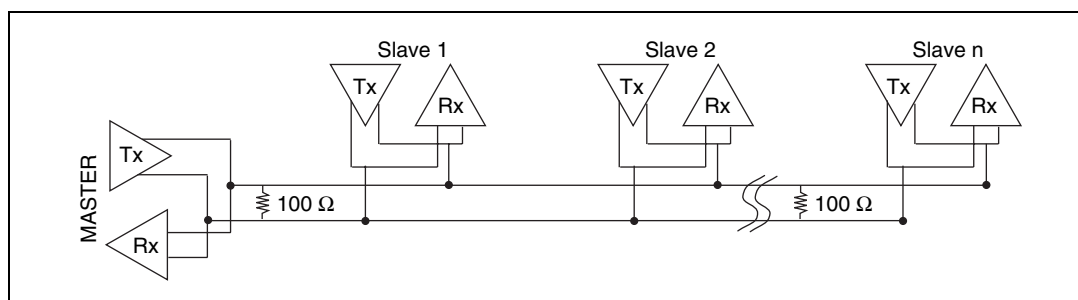 Slave 1
Slave 2
Slave n
Tx
Rx
Tx
Rx
Tx
Rx
MASTER
Tx
Rx
100 Ω
100 Ω